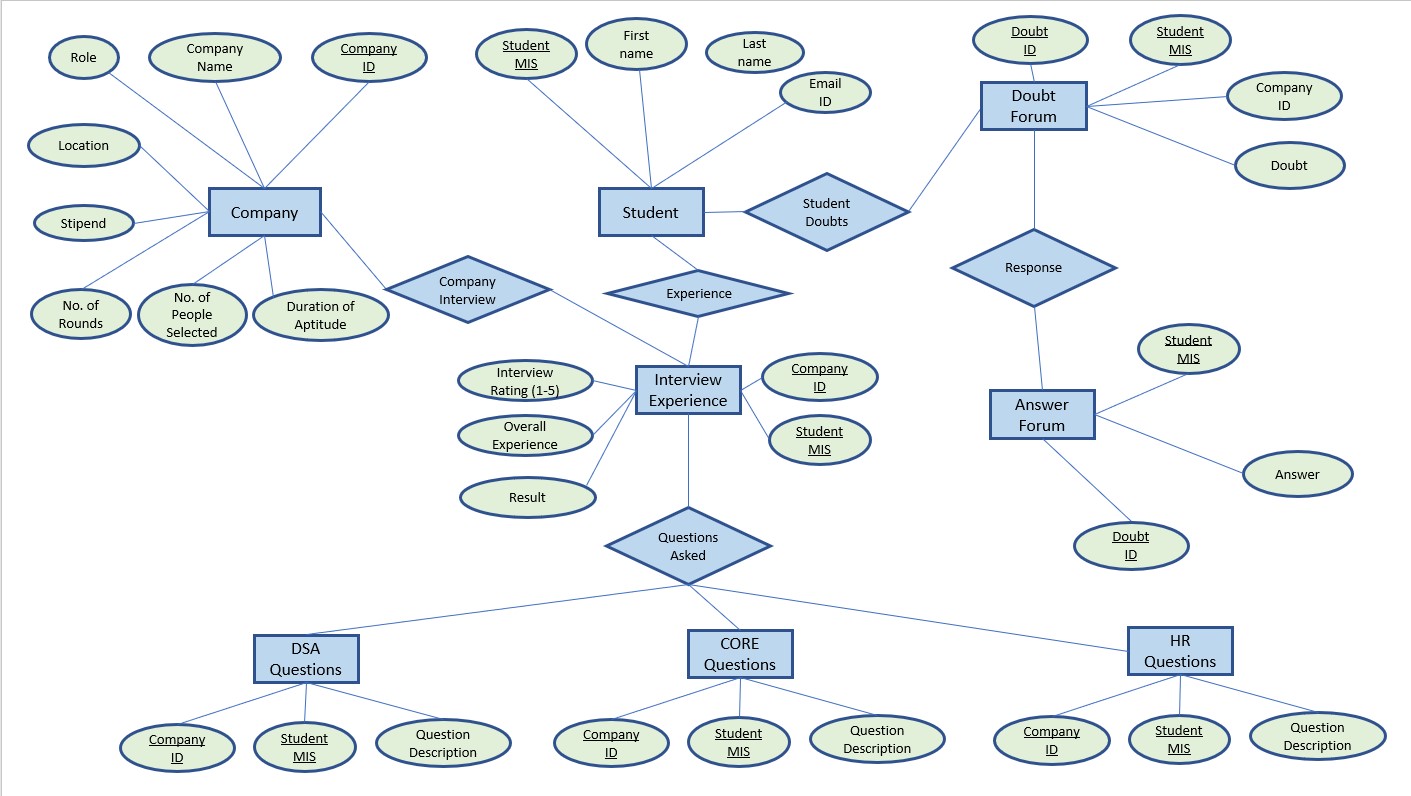 Role
Company
Name
Company
ID
Student
MIS
First
name
Last
name
Email
ID
Doubt
ID
Student
MIS
Company
ID
Doubt
Doubt
Forum
Location
Stipend
Company
Student
Student
Doubts
No. of
Rounds
No. of
People
Selected
Duration of
Aptitude
Company
Interview
Experience
Response
Interview
Rating (1-5)
Overall
Experience
Result
Interview
Experience
Company
ID
Student
MIS
Student
MIS
Answer
Forum
Answer
Doubt
ID
Questions
Asked
DSA
Questions
CORE
Questions
HR
Questions
Company
ID
Student
MIS
Question
Description
Company
ID
Student
MIS
Question
Description
Company
ID
Student
MIS
Question
Description